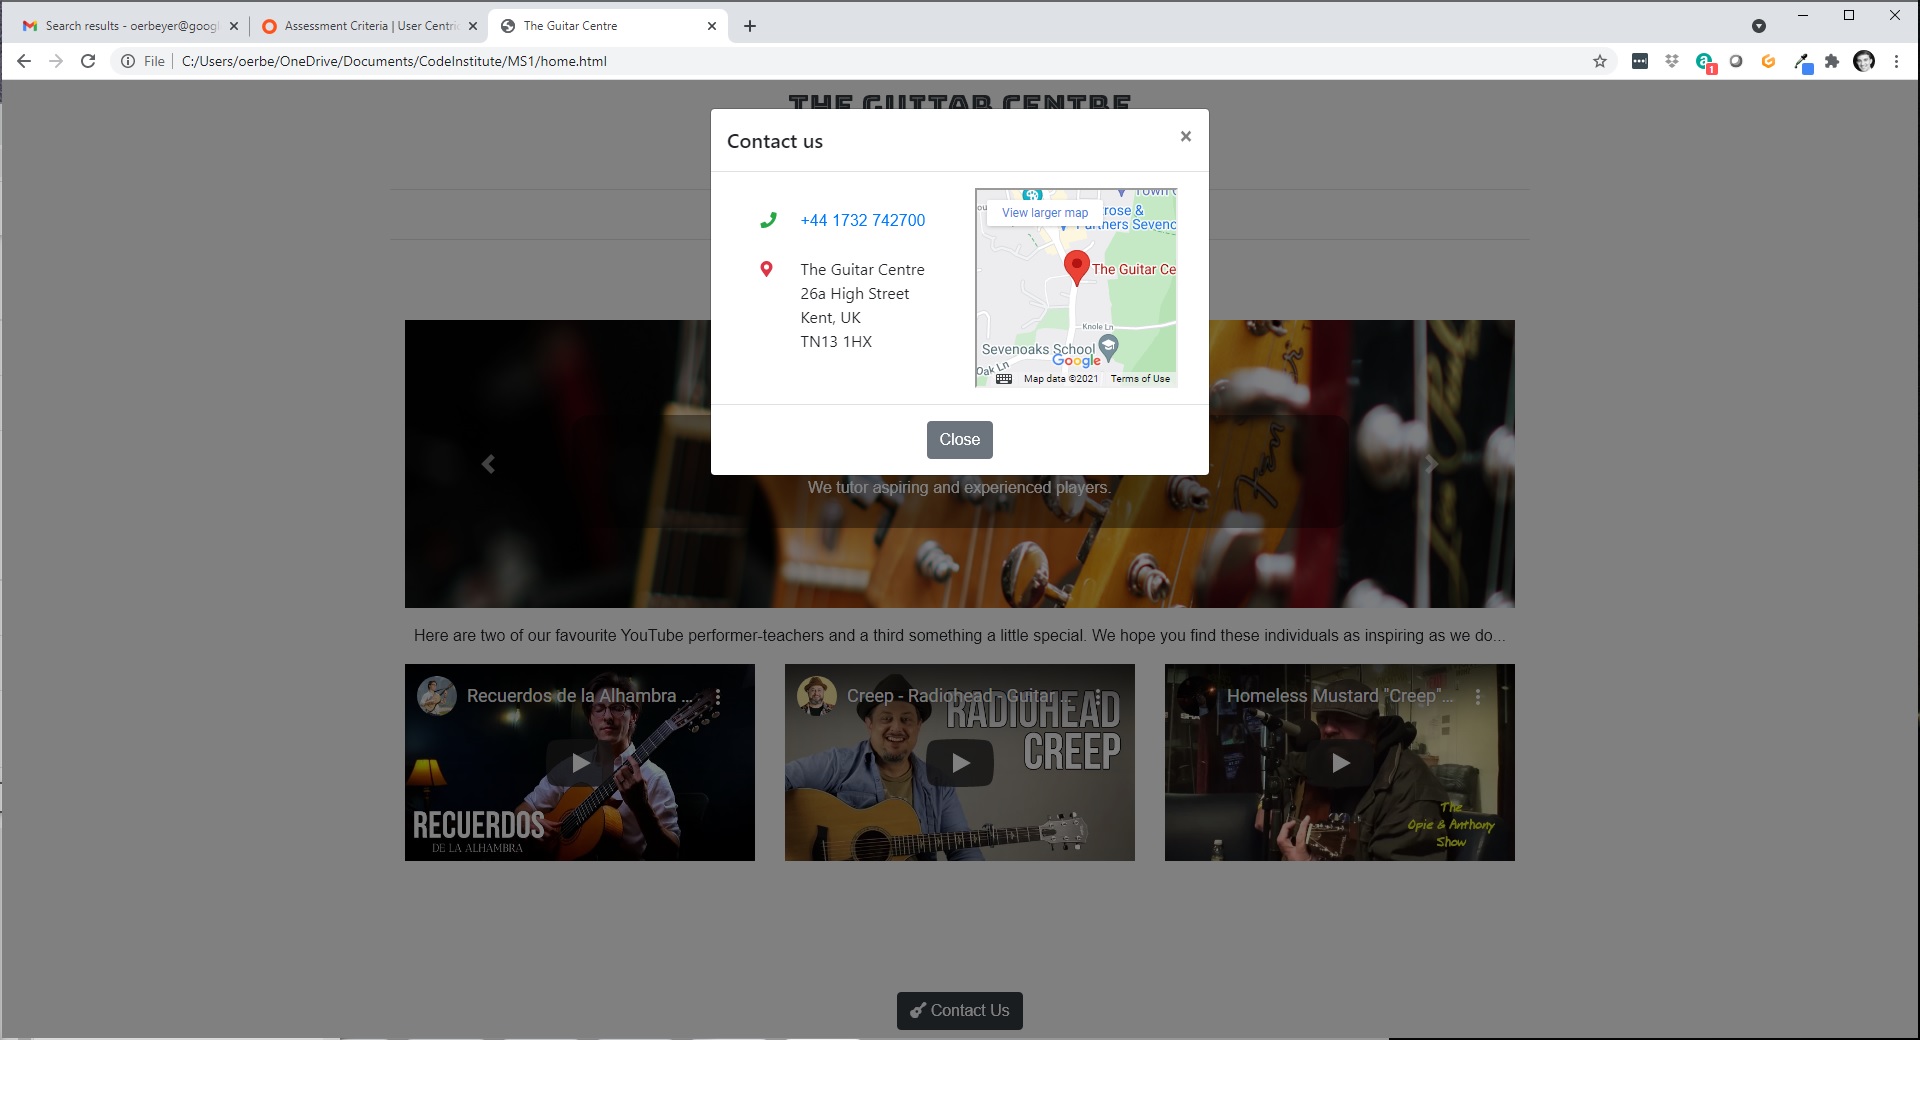 Search results - oerbeyer@googl
Assessment Criteria | User Centric
The Guitar Centre
File
C:/Users/oerbe/OneDrive/Documents/CodeInstitute/MS1/home.html
1
THE GUITAR CENTRE
Contact us
×
+44 1732 742700
The Guitar Centre
26a High Street
Kent, UK
TN13 1HX
Town
View larger map
rose &
Partners Sevenc
The Guitar Ce
Knole Ln
Sevenoaks School
Google
Oak Ln
Map data ©2021
Terms of Use
Close
We tutor aspiring and experienced players.
Here are two of our favourite YouTube performer-teachers and a third something a little special. We hope you find these individuals as inspiring as we do...
Recuerdos de la Alhambra ...
RECUERDOS
DE LA ALHAMBRA
Creep - Radiohead - Guitar ...
RADIOHEAD
CREEP
Homeless Mustard "Creep"...
The
Opie & Anthony
Show
Contact Us